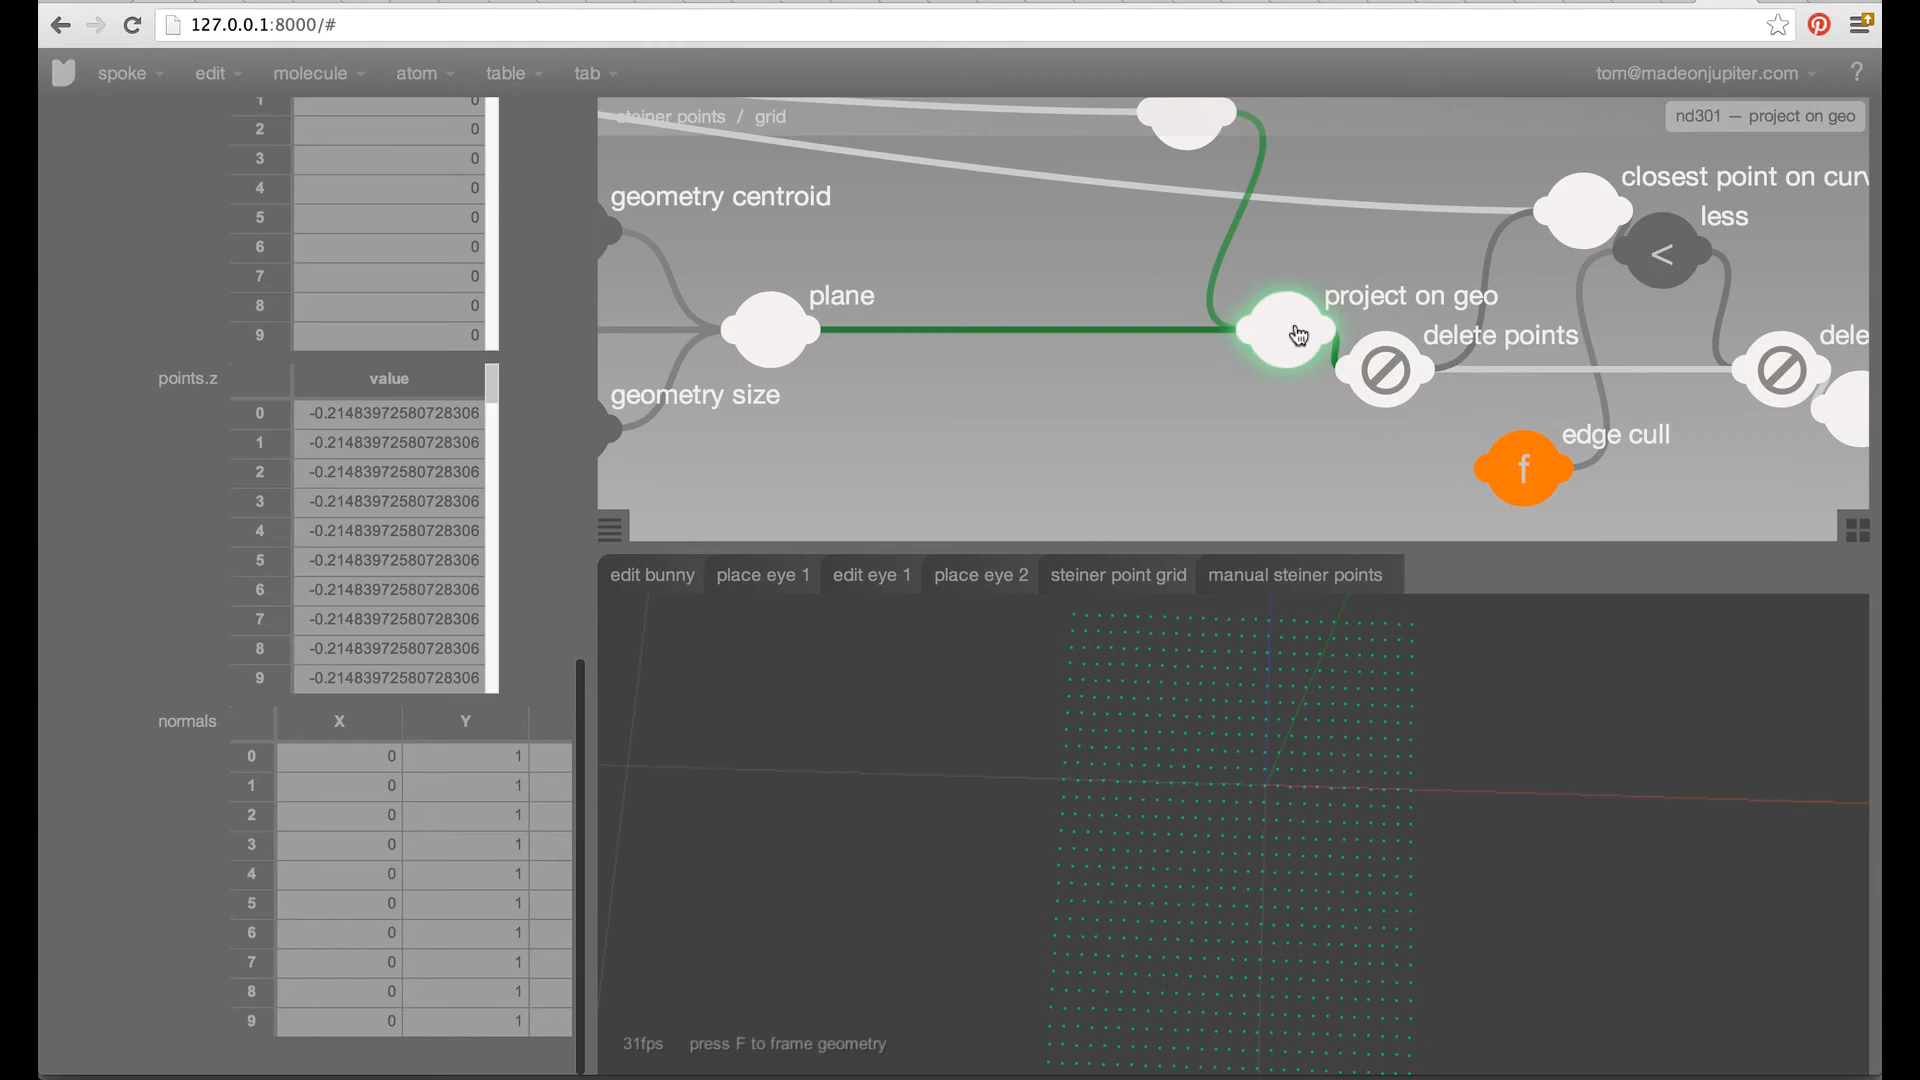 127.0.0.1:8000/#
spoke edit molecule atom table tab tom@madeonjupiter.com ?
1 0
2 0
3 0
4 0
5 0
6 0
7 0
8 0
9 0
points.z value
0 -0.21483972580728306
1 -0.21483972580728306
2 -0.21483972580728306
3 -0.21483972580728306
4 -0.21483972580728306
5 -0.21483972580728306
6 -0.21483972580728306
7 -0.21483972580728306
8 -0.21483972580728306
9 -0.21483972580728306
normals X Y
0 0 1
1 0 1
2 0 1
3 0 1
4 0 1
5 0 1
6 0 1
7 0 1
8 0 1
9 0 1
steiner points / grid
nd301 — project on geo
closest point on curv
geometry centroid
less
<
plane
project on geo
delete points
dele
geometry size
edge cull
f
edit bunny place eye 1 edit eye 1 place eye 2 steiner point grid manual steiner points
31fps press F to frame geometry